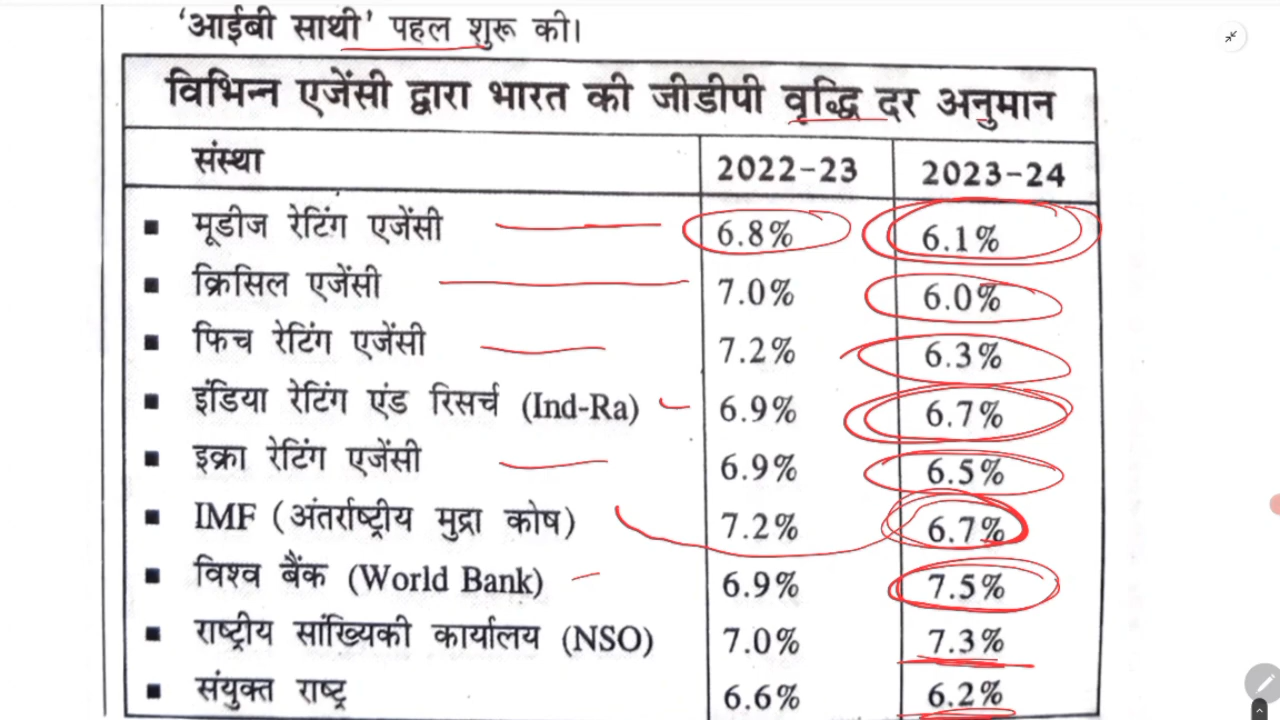 ‘आईबी साथी’ पहल शुरू की।
विभिन्न एजेंसी द्वारा भारत की जीडीपी वृद्धि दर अनुमान
संस्था 2022-23 2023-24
▪ मूडीज रेटिंग एजेंसी 6.8% 6.1%
▪ क्रिसिल एजेंसी 7.0% 6.0%
▪ फिच रेटिंग एजेंसी 7.2% 6.3%
▪ इंडिया रेटिंग एंड रिसर्च (Ind-Ra) 6.9% 6.7%
▪ इक्रा रेटिंग एजेंसी 6.9% 6.5%
▪ IMF (अंतर्राष्ट्रीय मुद्रा कोष) 7.2% 6.7%
▪ विश्व बैंक (World Bank) 6.9% 7.5%
▪ राष्ट्रीय सांख्यिकी कार्यालय (NSO) 7.0% 7.3%
▪ संयुक्त राष्ट्र 6.6% 6.2%